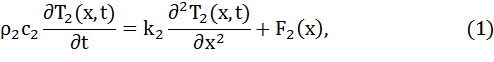 ρ₂c₂ ∂T₂(x,t)/∂t = k₂ ∂²T₂(x,t)/∂x² + F₂(x), (1)